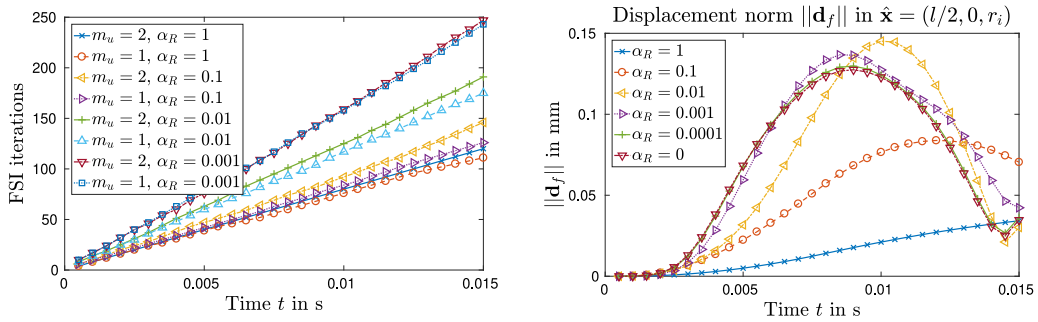 250
200
150
100
50
0
FSI iterations
m_u = 2, α_R = 1
m_u = 1, α_R = 1
m_u = 2, α_R = 0.1
m_u = 1, α_R = 0.1
m_u = 2, α_R = 0.01
m_u = 1, α_R = 0.01
m_u = 2, α_R = 0.001
m_u = 1, α_R = 0.001
0 0.005 0.01 0.015
Time t in s
Displacement norm ||d_f|| in x̂ = (l/2, 0, r_i)
0.15
0.1
0.05
0
||d_f|| in mm
α_R = 1
α_R = 0.1
α_R = 0.01
α_R = 0.001
α_R = 0.0001
α_R = 0
0 0.005 0.01 0.015
Time t in s